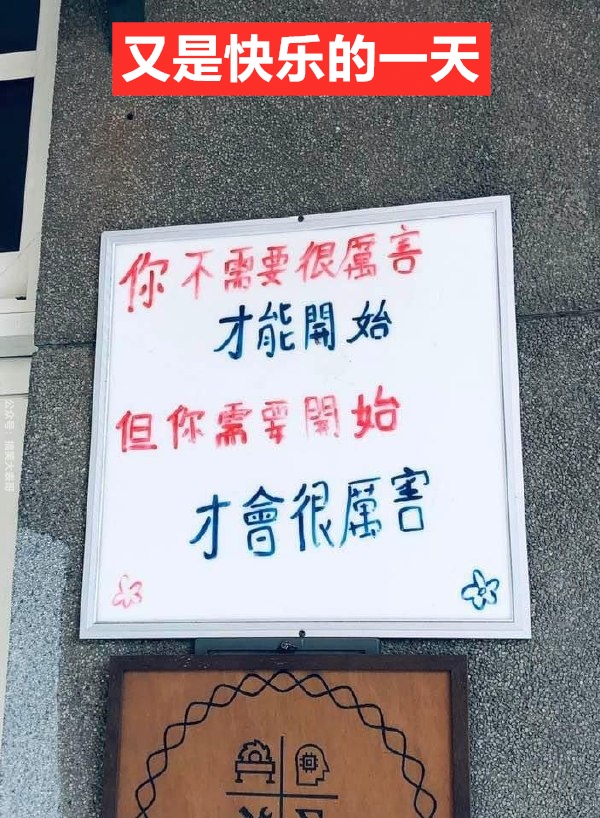 又是快乐的一天
你不需要很厲害
才能開始
但你需要開始
才會很厲害